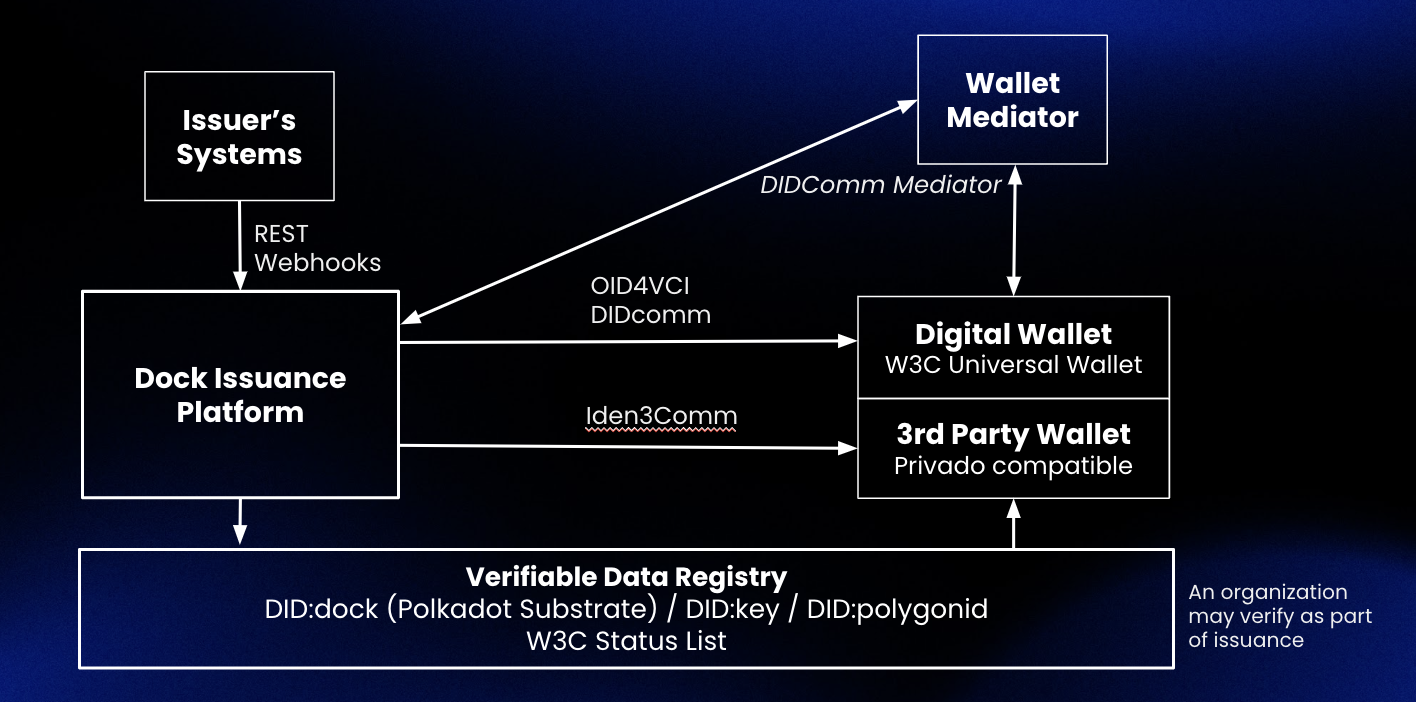 Wallet
Mediator
Issuer’s
Systems
DIDComm Mediator
REST
Webhooks
OID4VCI
DIDcomm
Digital Wallet
W3C Universal Wallet
Dock Issuance
Platform
Iden3Comm
3rd Party Wallet
Privado compatible
Verifiable Data Registry
DID:dock (Polkadot Substrate) / DID:key / DID:polygonid
W3C Status List
An organization
may verify as part
of issuance